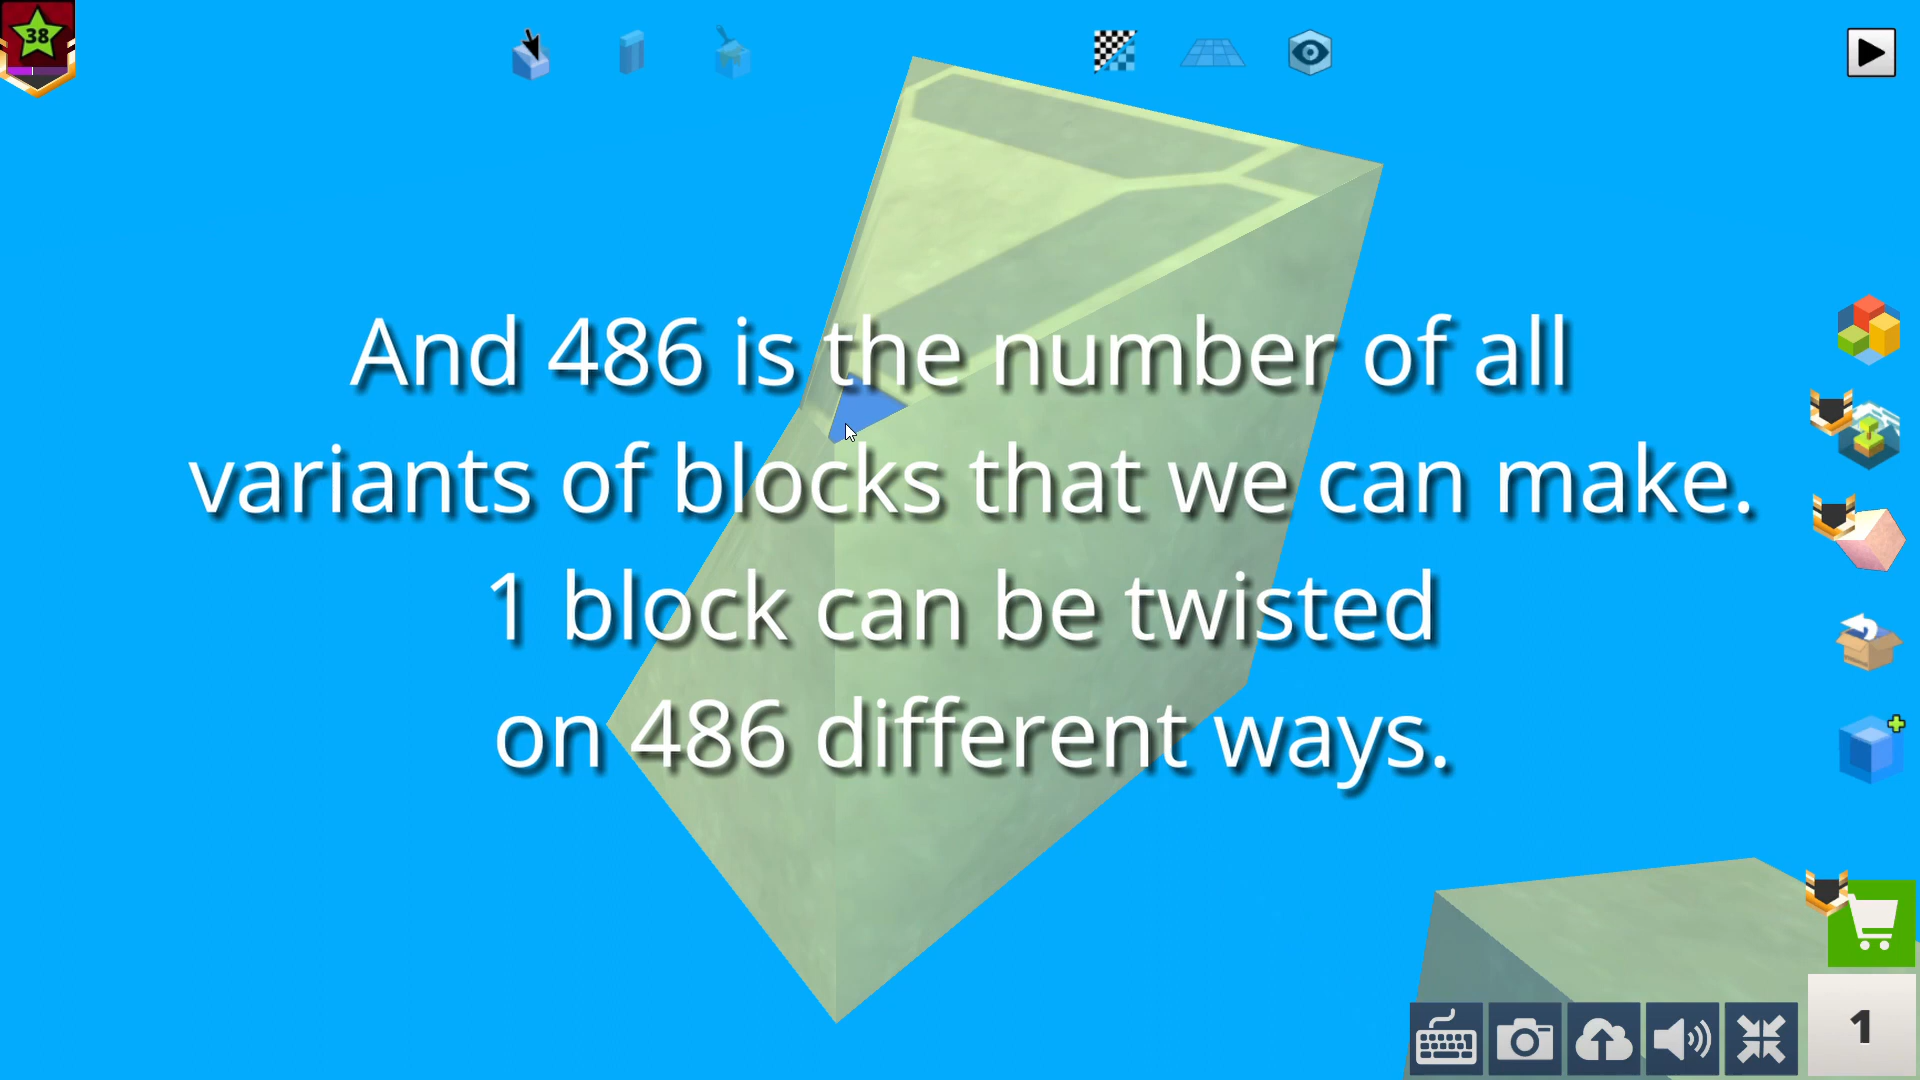 38
And 486 is the number of all
variants of blocks that we can make.
1 block can be twisted
on 486 different ways.
1